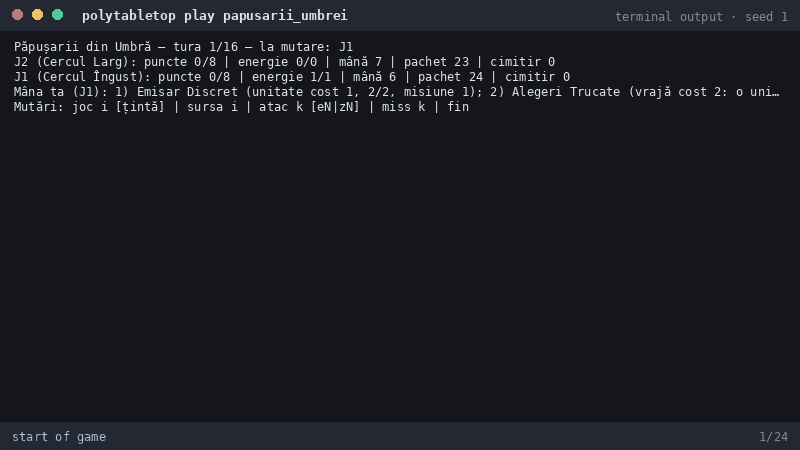 polytabletop play papusarii_umbrei
terminal output · seed 1
Păpușarii din Umbră — tura 1/16 — la mutare: J1
J2 (Cercul Larg): puncte 0/8 | energie 0/0 | mână 7 | pachet 23 | cimitir 0
J1 (Cercul Îngust): puncte 0/8 | energie 1/1 | mână 6 | pachet 24 | cimitir 0
Mâna ta (J1): 1) Emisar Discret (unitate cost 1, 2/2, misiune 1); 2) Alegeri Trucate (vrajă cost 2: o uni…
Mutări: joc i [țintă] | sursa i | atac k [eN|zN] | miss k | fin
start of game
1/24